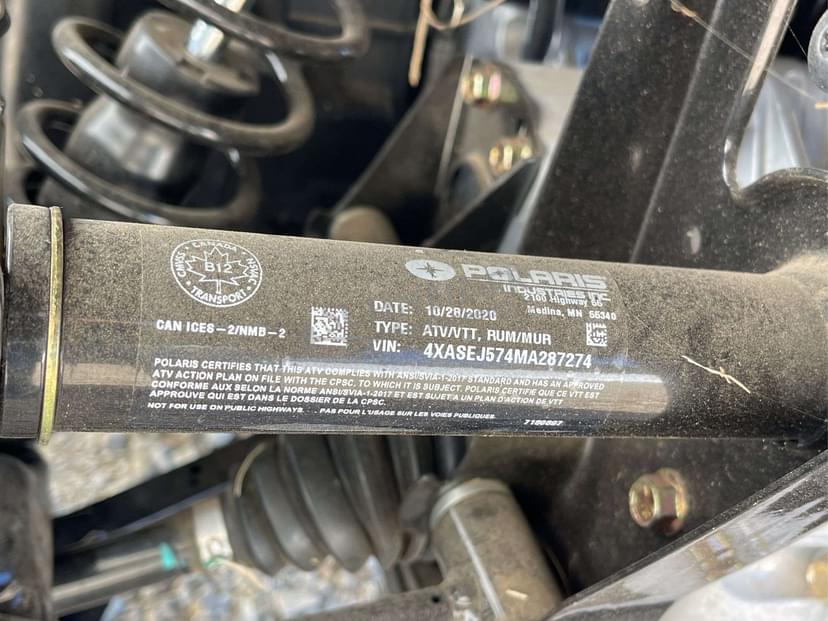 CANADA
CMVSS B12 NSVAC
TRANSPORT
CAN ICES-2/NMB-2
POLARIS
INDUSTRIES INC
2100 Highway 55
Medina, MN 55340
DATE: 10/28/2020
TYPE: ATV/VTT, RUM/MUR
VIN: 4XASEJ574MA287274
POLARIS CERTIFIES THAT THIS ATV COMPLIES WITH ANSI/SVIA-1-2017 STANDARD AND HAS AN APPROVED
ATV ACTION PLAN ON FILE WITH THE CPSC, TO WHICH IT IS SUBJECT. POLARIS CERTIFIE QUE CE VTT EST
CONFORME AUX SELON LA NORME ANSI/SVIA-1-2017 ET EST SUJET A UN PLAN D'ACTION DE VTT
APPROUVE QUI EST DANS LE DOSSIER DE LA CPSC.
NOT FOR USE ON PUBLIC HIGHWAYS. PAS POUR L'USAGE SUR LES VOIES PUBLIQUES.